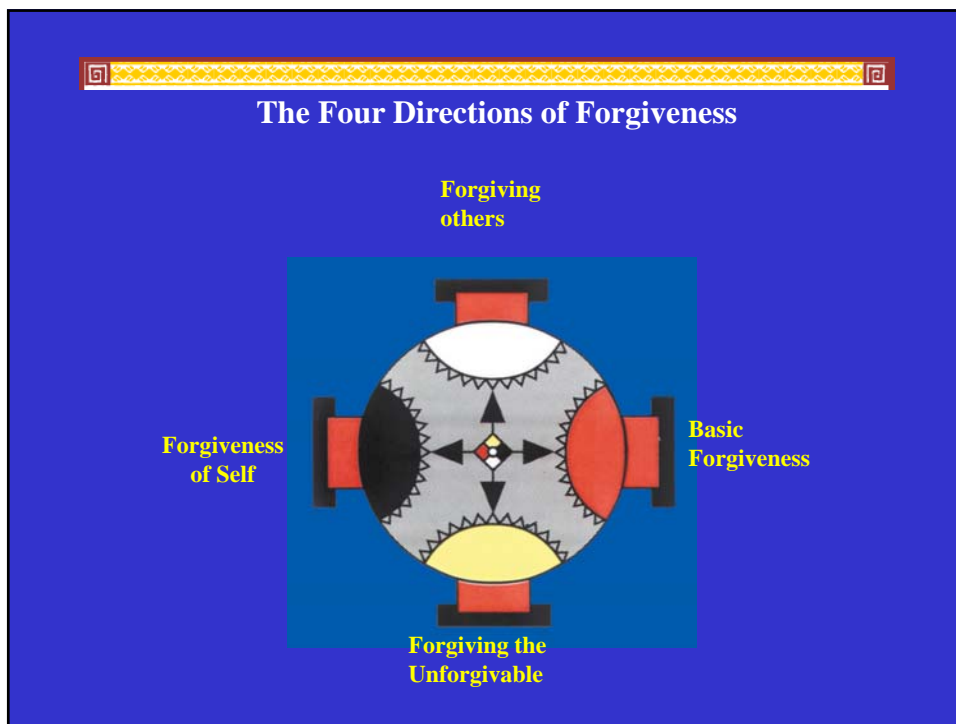 The Four Directions of Forgiveness
Forgiving
others
Forgiveness
of Self
Basic
Forgiveness
Forgiving the
Unforgivable